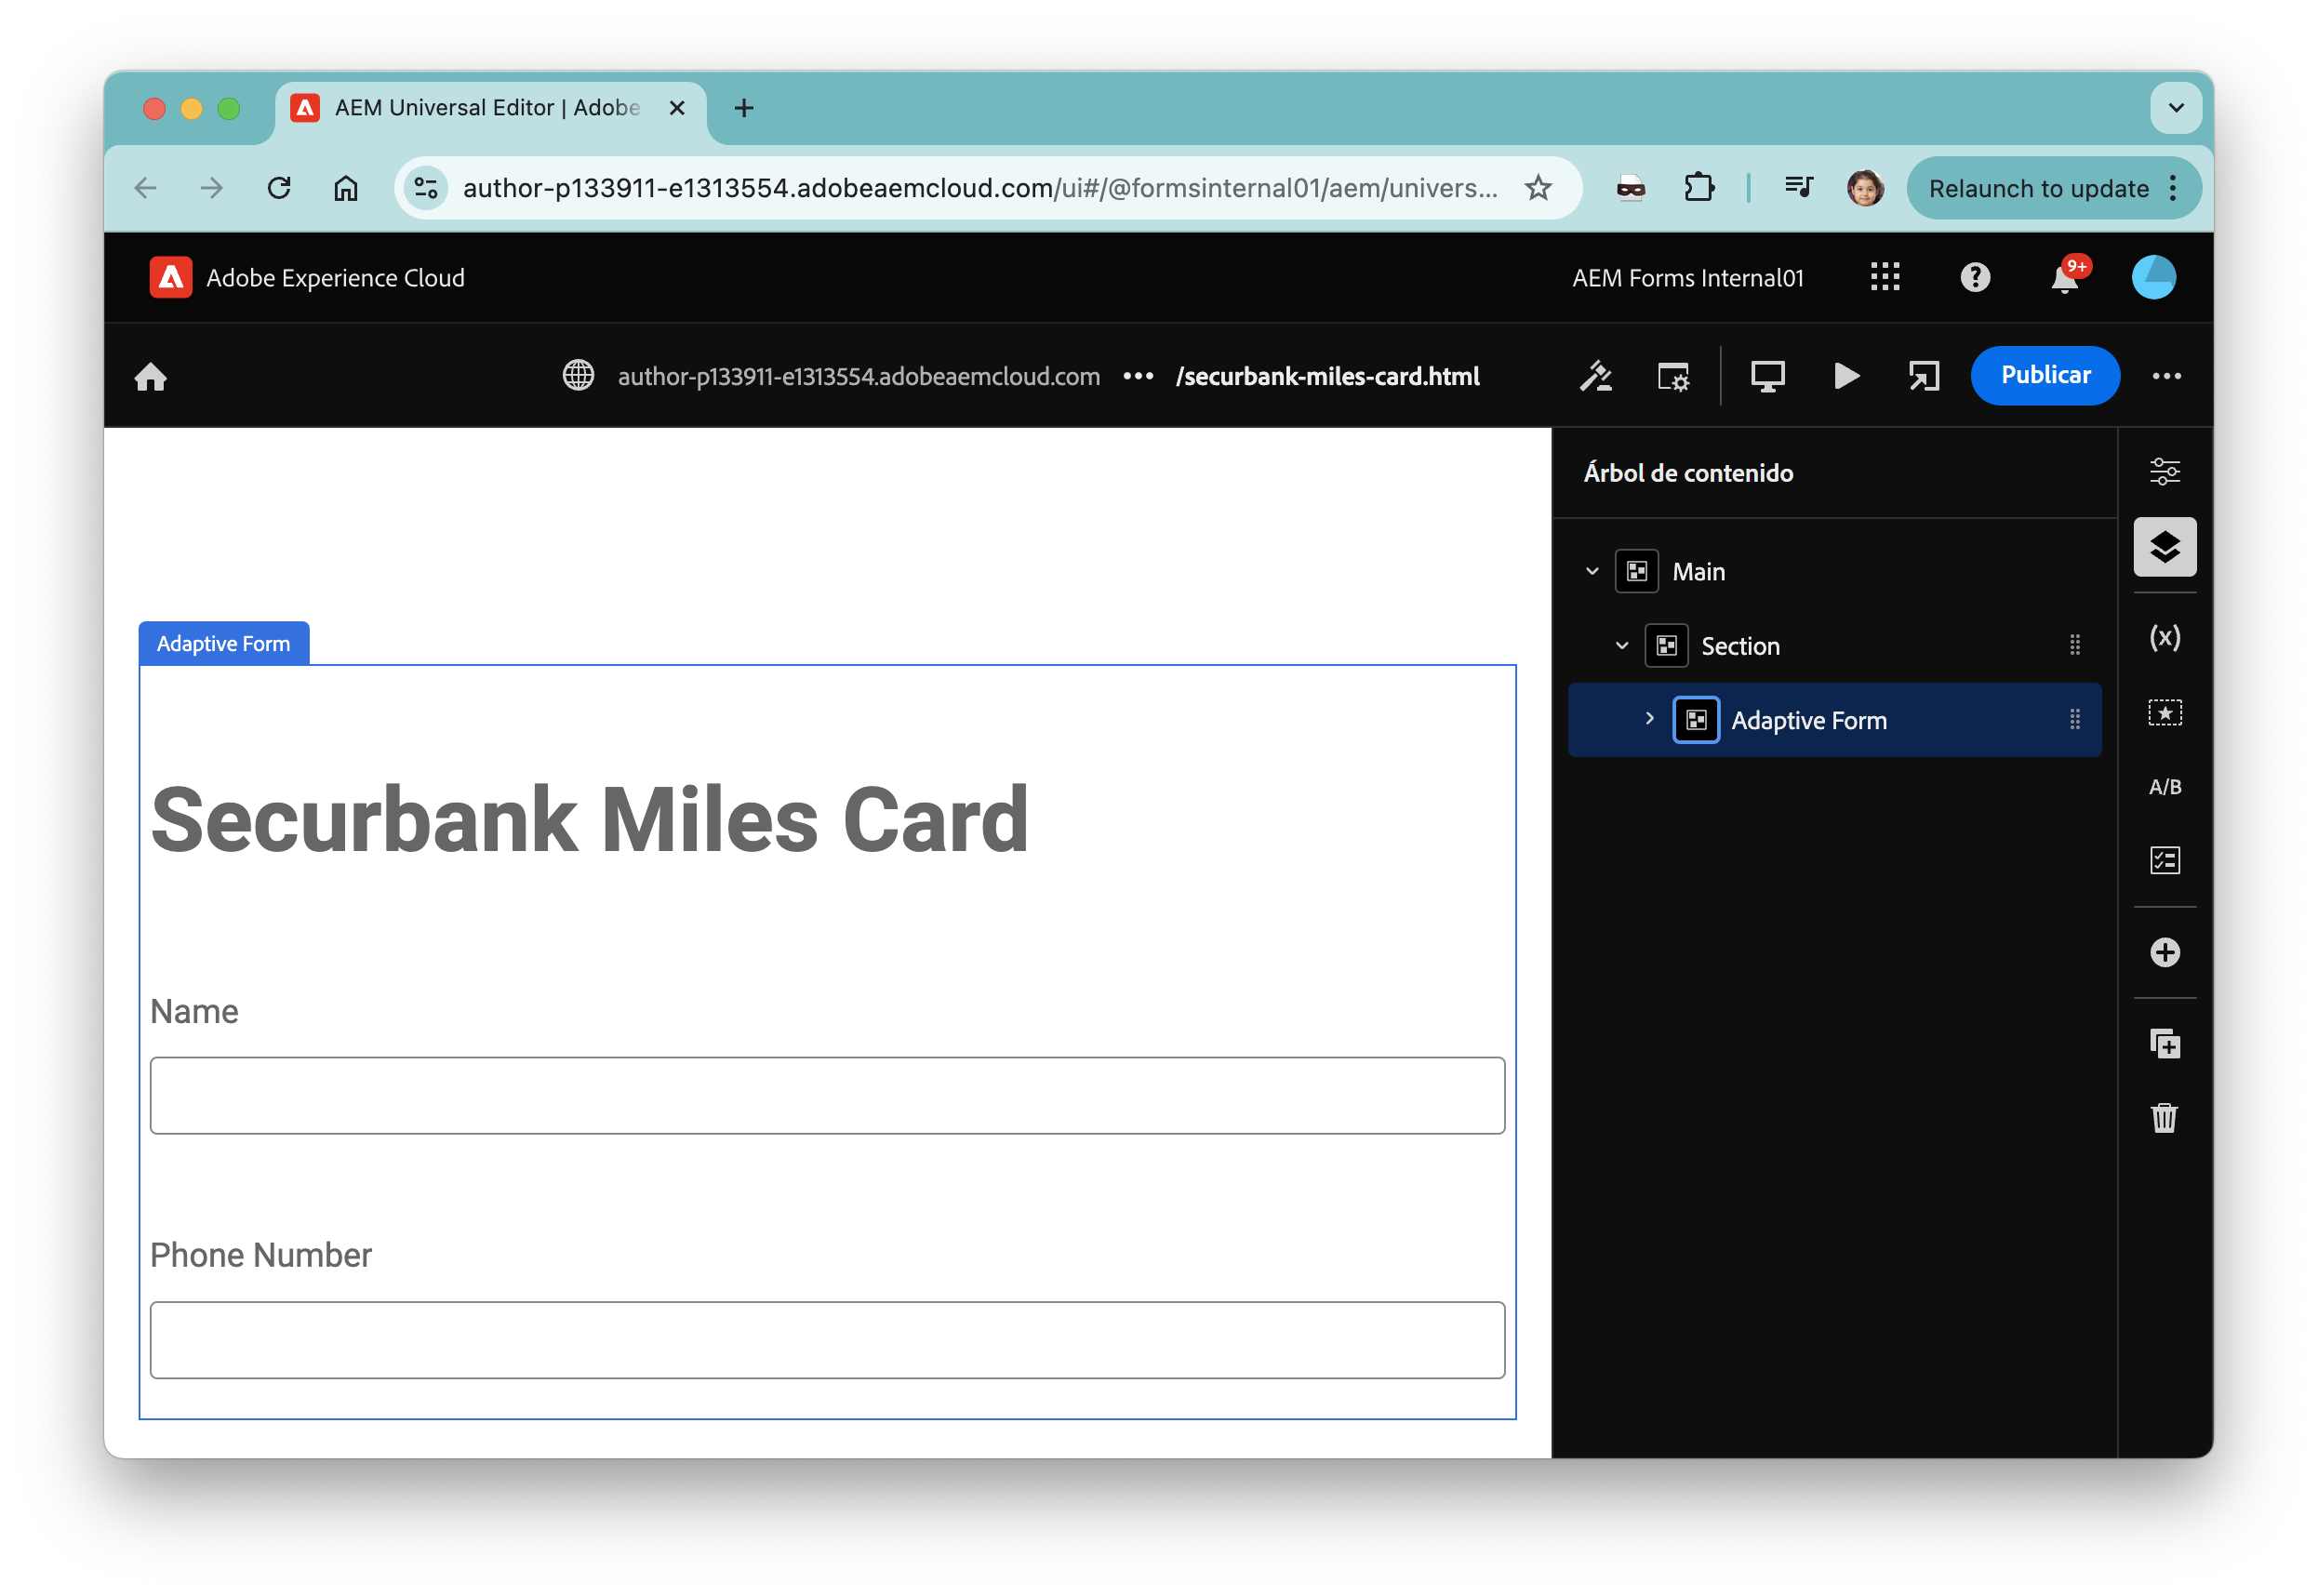 AEM Universal Editor | Adobe
author-p133911-e1313554.adobeaemcloud.com/ui#/@formsinternal01/aem/univers...
Relaunch to update
Adobe Experience Cloud
AEM Forms Internal01
9+
author-p133911-e1313554.adobeaemcloud.com ••• /securbank-miles-card.html
Publicar
Árbol de contenido
Main
Section
Adaptive Form
(x)
A/B
Adaptive Form
Securbank Miles Card
Name
Phone Number